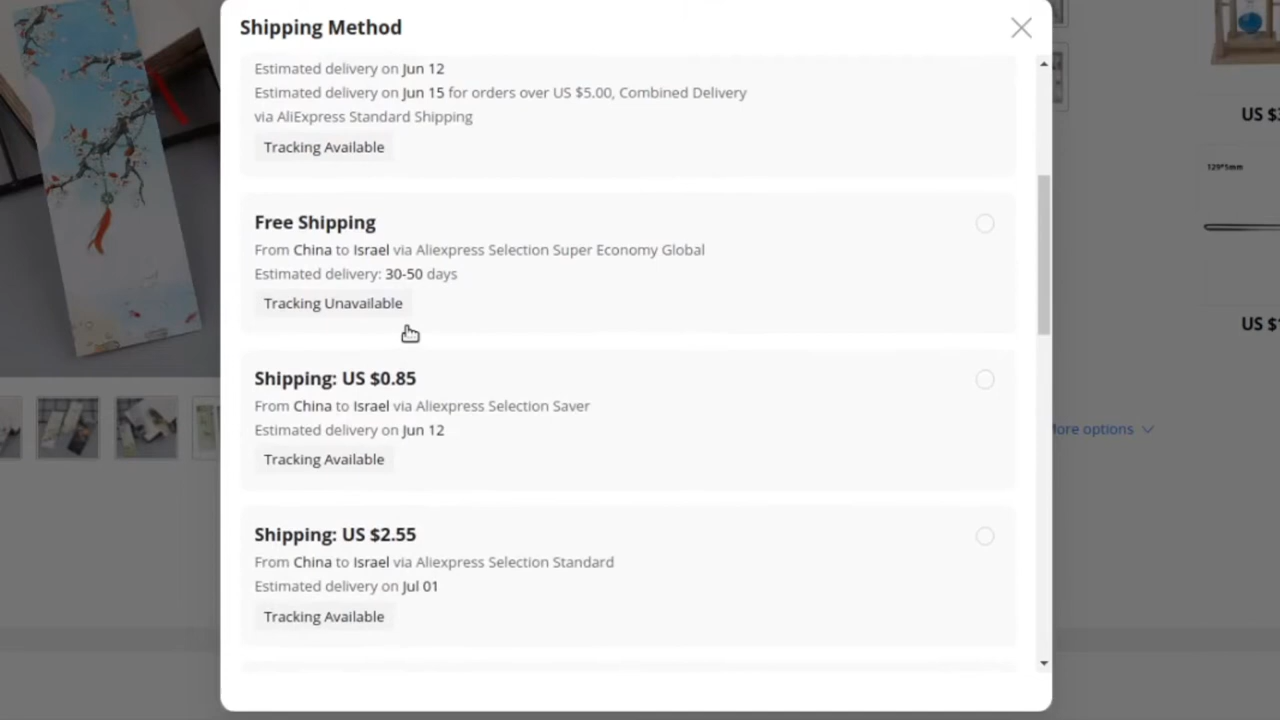 Shipping Method
Estimated delivery on Jun 12
Estimated delivery on Jun 15 for orders over US $5.00, Combined Delivery
via AliExpress Standard Shipping
Tracking Available
Free Shipping
From China to Israel via Aliexpress Selection Super Economy Global
Estimated delivery: 30-50 days
Tracking Unavailable
Shipping: US $0.85
From China to Israel via Aliexpress Selection Saver
Estimated delivery on Jun 12
Tracking Available
Shipping: US $2.55
From China to Israel via Aliexpress Selection Standard
Estimated delivery on Jul 01
Tracking Available
US $
129*5mm
US $
options